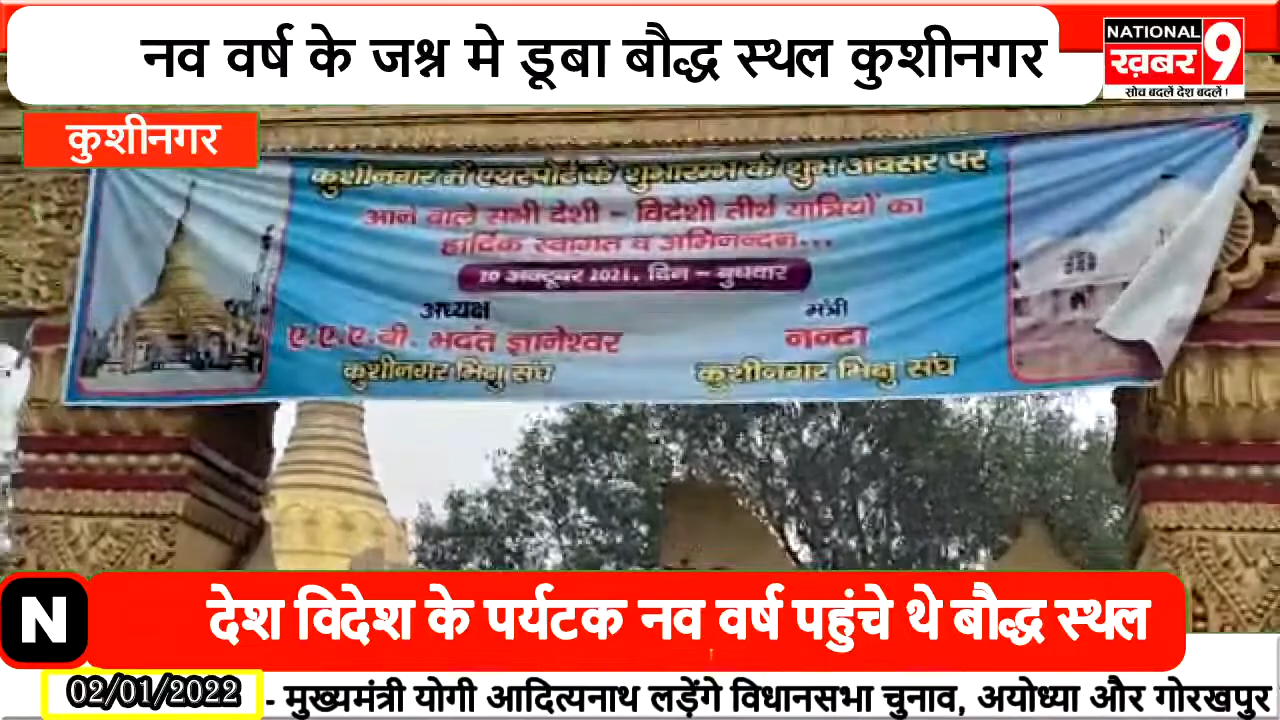 नव वर्ष के जश्न मे डूबा बौद्ध स्थल कुशीनगर
NATIONAL
ख़बर 9
सोच बदलें देश बदलें !
कुशीनगर
कुशीनगर में एयरपोर्ट के शुभारम्भ के शुभ अवसर पर
आने वाले सभी देशी - विदेशी तीर्थ यात्रियों का
हार्दिक स्वागत व अभिनन्दन...
20 अक्टूबर 2021. दिन - बुधवार
अध्यक्ष
मंत्री
ए.ए.ए.वी. भदंत ज्ञानेश्वर
नन्दा
कुशीनगर भिक्षु संघ
कुशीनगर भिक्षु संघ
N
देश विदेश के पर्यटक नव वर्ष पहुंचे थे बौद्ध स्थल
02/01/2022
- मुख्यमंत्री योगी आदित्यनाथ लड़ेंगे विधानसभा चुनाव, अयोध्या और गोरखपुर